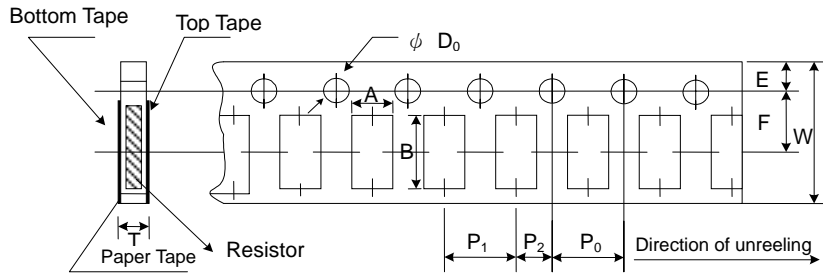 Bottom Tape
Top Tape
ϕ D₀
A
E
F
B
W
T
P₁
P₂
P₀
Paper Tape
Resistor
Direction of unreeling